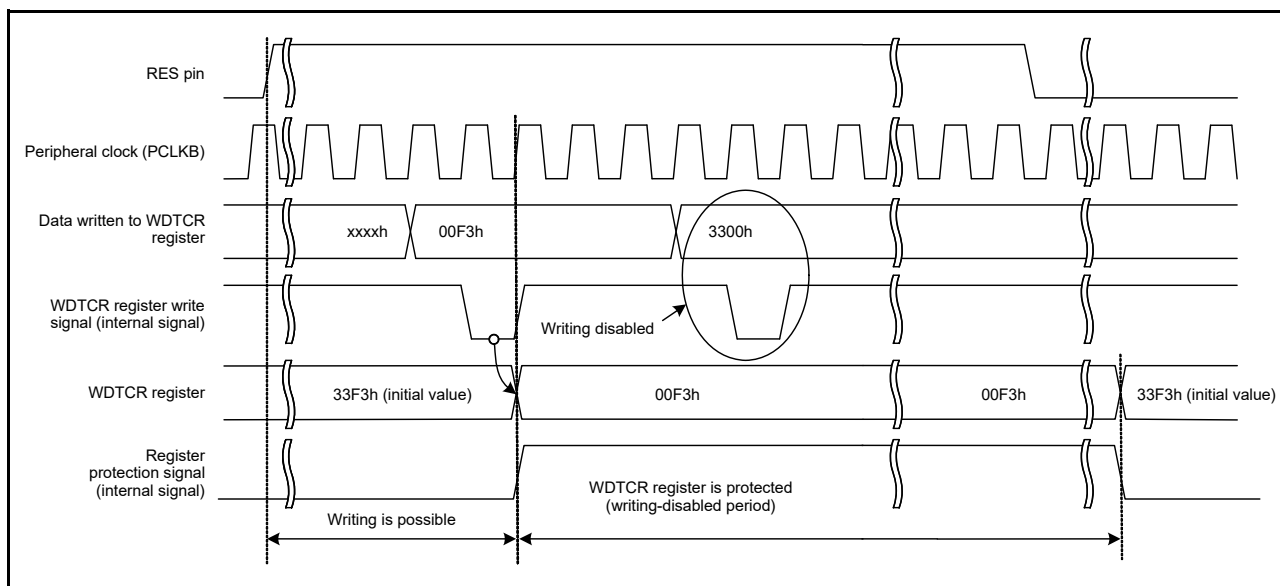 RES pin
Peripheral clock (PCLKB)
Data written to WDTCR
register
xxxxh
00F3h
3300h
WDTCR register write
signal (internal signal)
Writing disabled
WDTCR register
33F3h (initial value)
00F3h
00F3h
33F3h (initial value)
Register
protection signal
(internal signal)
WDTCR register is protected
(writing-disabled period)
Writing is possible